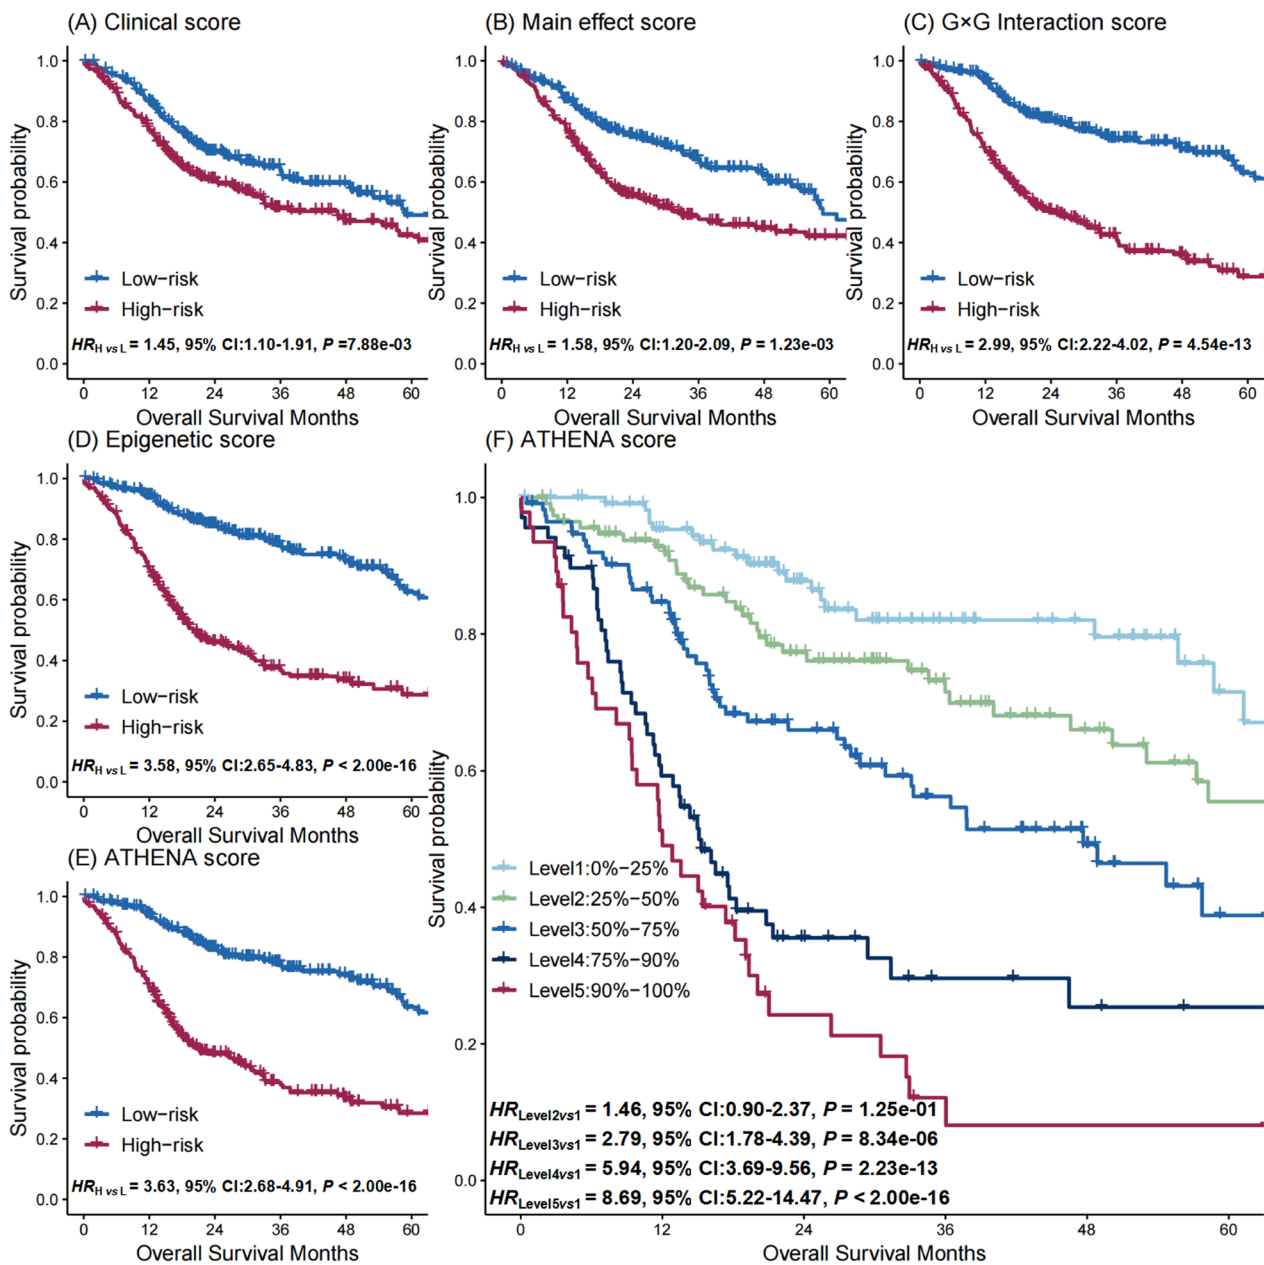 (A) Clinical score
Survival probability
1.0
0.8
0.6
0.4
0.2
0.0
Low−risk
High−risk
HR H vs L = 1.45, 95% CI:1.10-1.91, P =7.88e-03
0 12 24 36 48 60
Overall Survival Months
(B) Main effect score
Survival probability
1.0
0.8
0.6
0.4
0.2
0.0
Low−risk
High−risk
HR H vs L = 1.58, 95% CI:1.20-2.09, P = 1.23e-03
0 12 24 36 48 60
Overall Survival Months
(C) G×G Interaction score
Survival probability
1.0
0.8
0.6
0.4
0.2
0.0
Low−risk
High−risk
HR H vs L = 2.99, 95% CI:2.22-4.02, P = 4.54e-13
0 12 24 36 48 60
Overall Survival Months
(D) Epigenetic score
Survival probability
1.0
0.8
0.6
0.4
0.2
0.0
Low−risk
High−risk
HR H vs L = 3.58, 95% CI:2.65-4.83, P < 2.00e-16
0 12 24 36 48 60
Overall Survival Months
(E) ATHENA score
Survival probability
1.0
0.8
0.6
0.4
0.2
0.0
Low−risk
High−risk
HR H vs L = 3.63, 95% CI:2.68-4.91, P < 2.00e-16
0 12 24 36 48 60
Overall Survival Months
(F) ATHENA score
Survival probability
1.0
0.8
0.6
0.4
0.2
0.0
Level1:0%−25%
Level2:25%−50%
Level3:50%−75%
Level4:75%−90%
Level5:90%−100%
HR Level2vs1 = 1.46, 95% CI:0.90-2.37, P = 1.25e-01
HR Level3vs1 = 2.79, 95% CI:1.78-4.39, P = 8.34e-06
HR Level4vs1 = 5.94, 95% CI:3.69-9.56, P = 2.23e-13
HR Level5vs1 = 8.69, 95% CI:5.22-14.47, P < 2.00e-16
0 12 24 36 48 60
Overall Survival Months